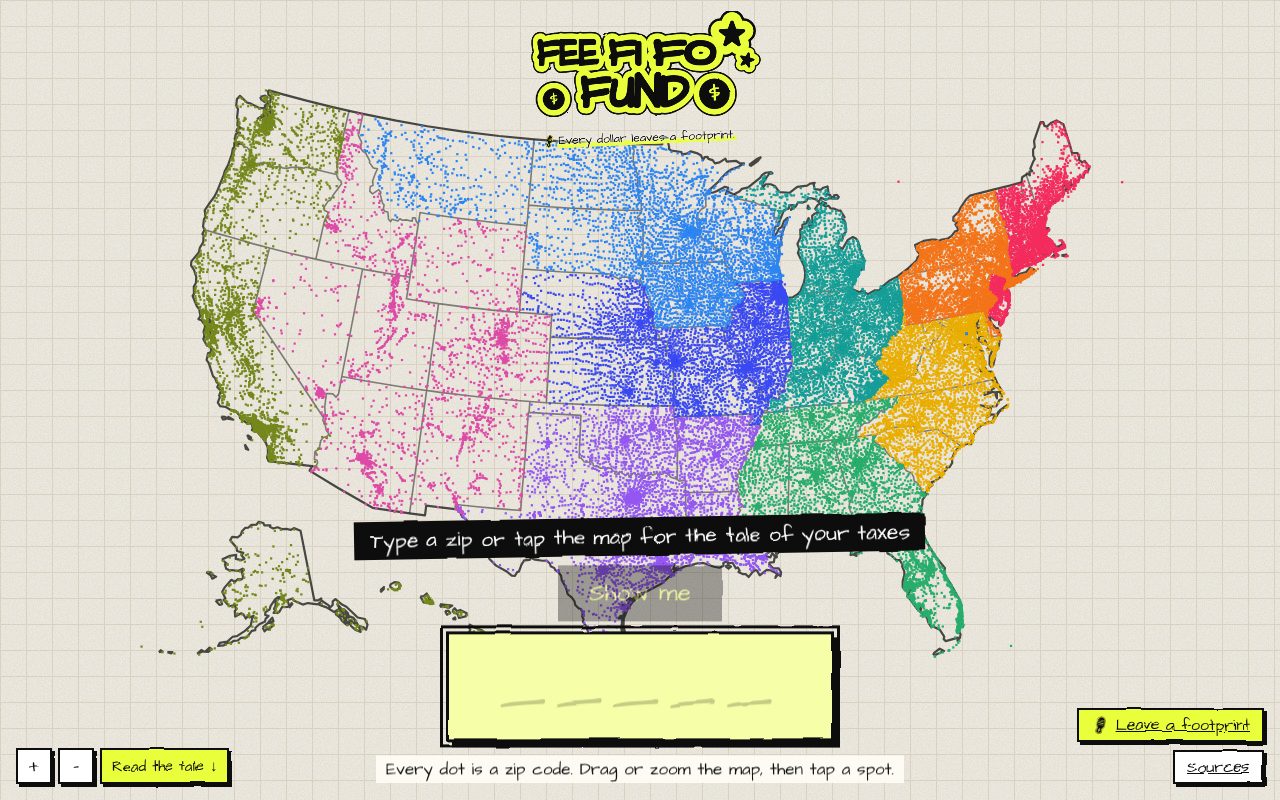 FEE FI FO
FUND
$
$
Every dollar leaves a footprint.
Type a zip or tap the map for the tale of your taxes
Show me
Every dot is a zip code. Drag or zoom the map, then tap a spot.
+
-
Read the tale ↓
Leave a footprint
Sources